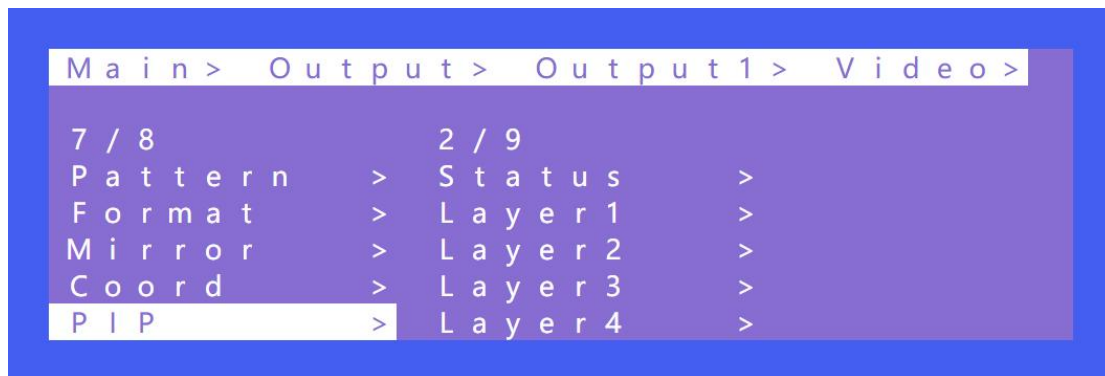 Main> Output> Output1> Video>
7/8 2/9
Pattern > Status >
Format > Layer1 >
Mirror > Layer2 >
Coord > Layer3 >
PIP > Layer4 >